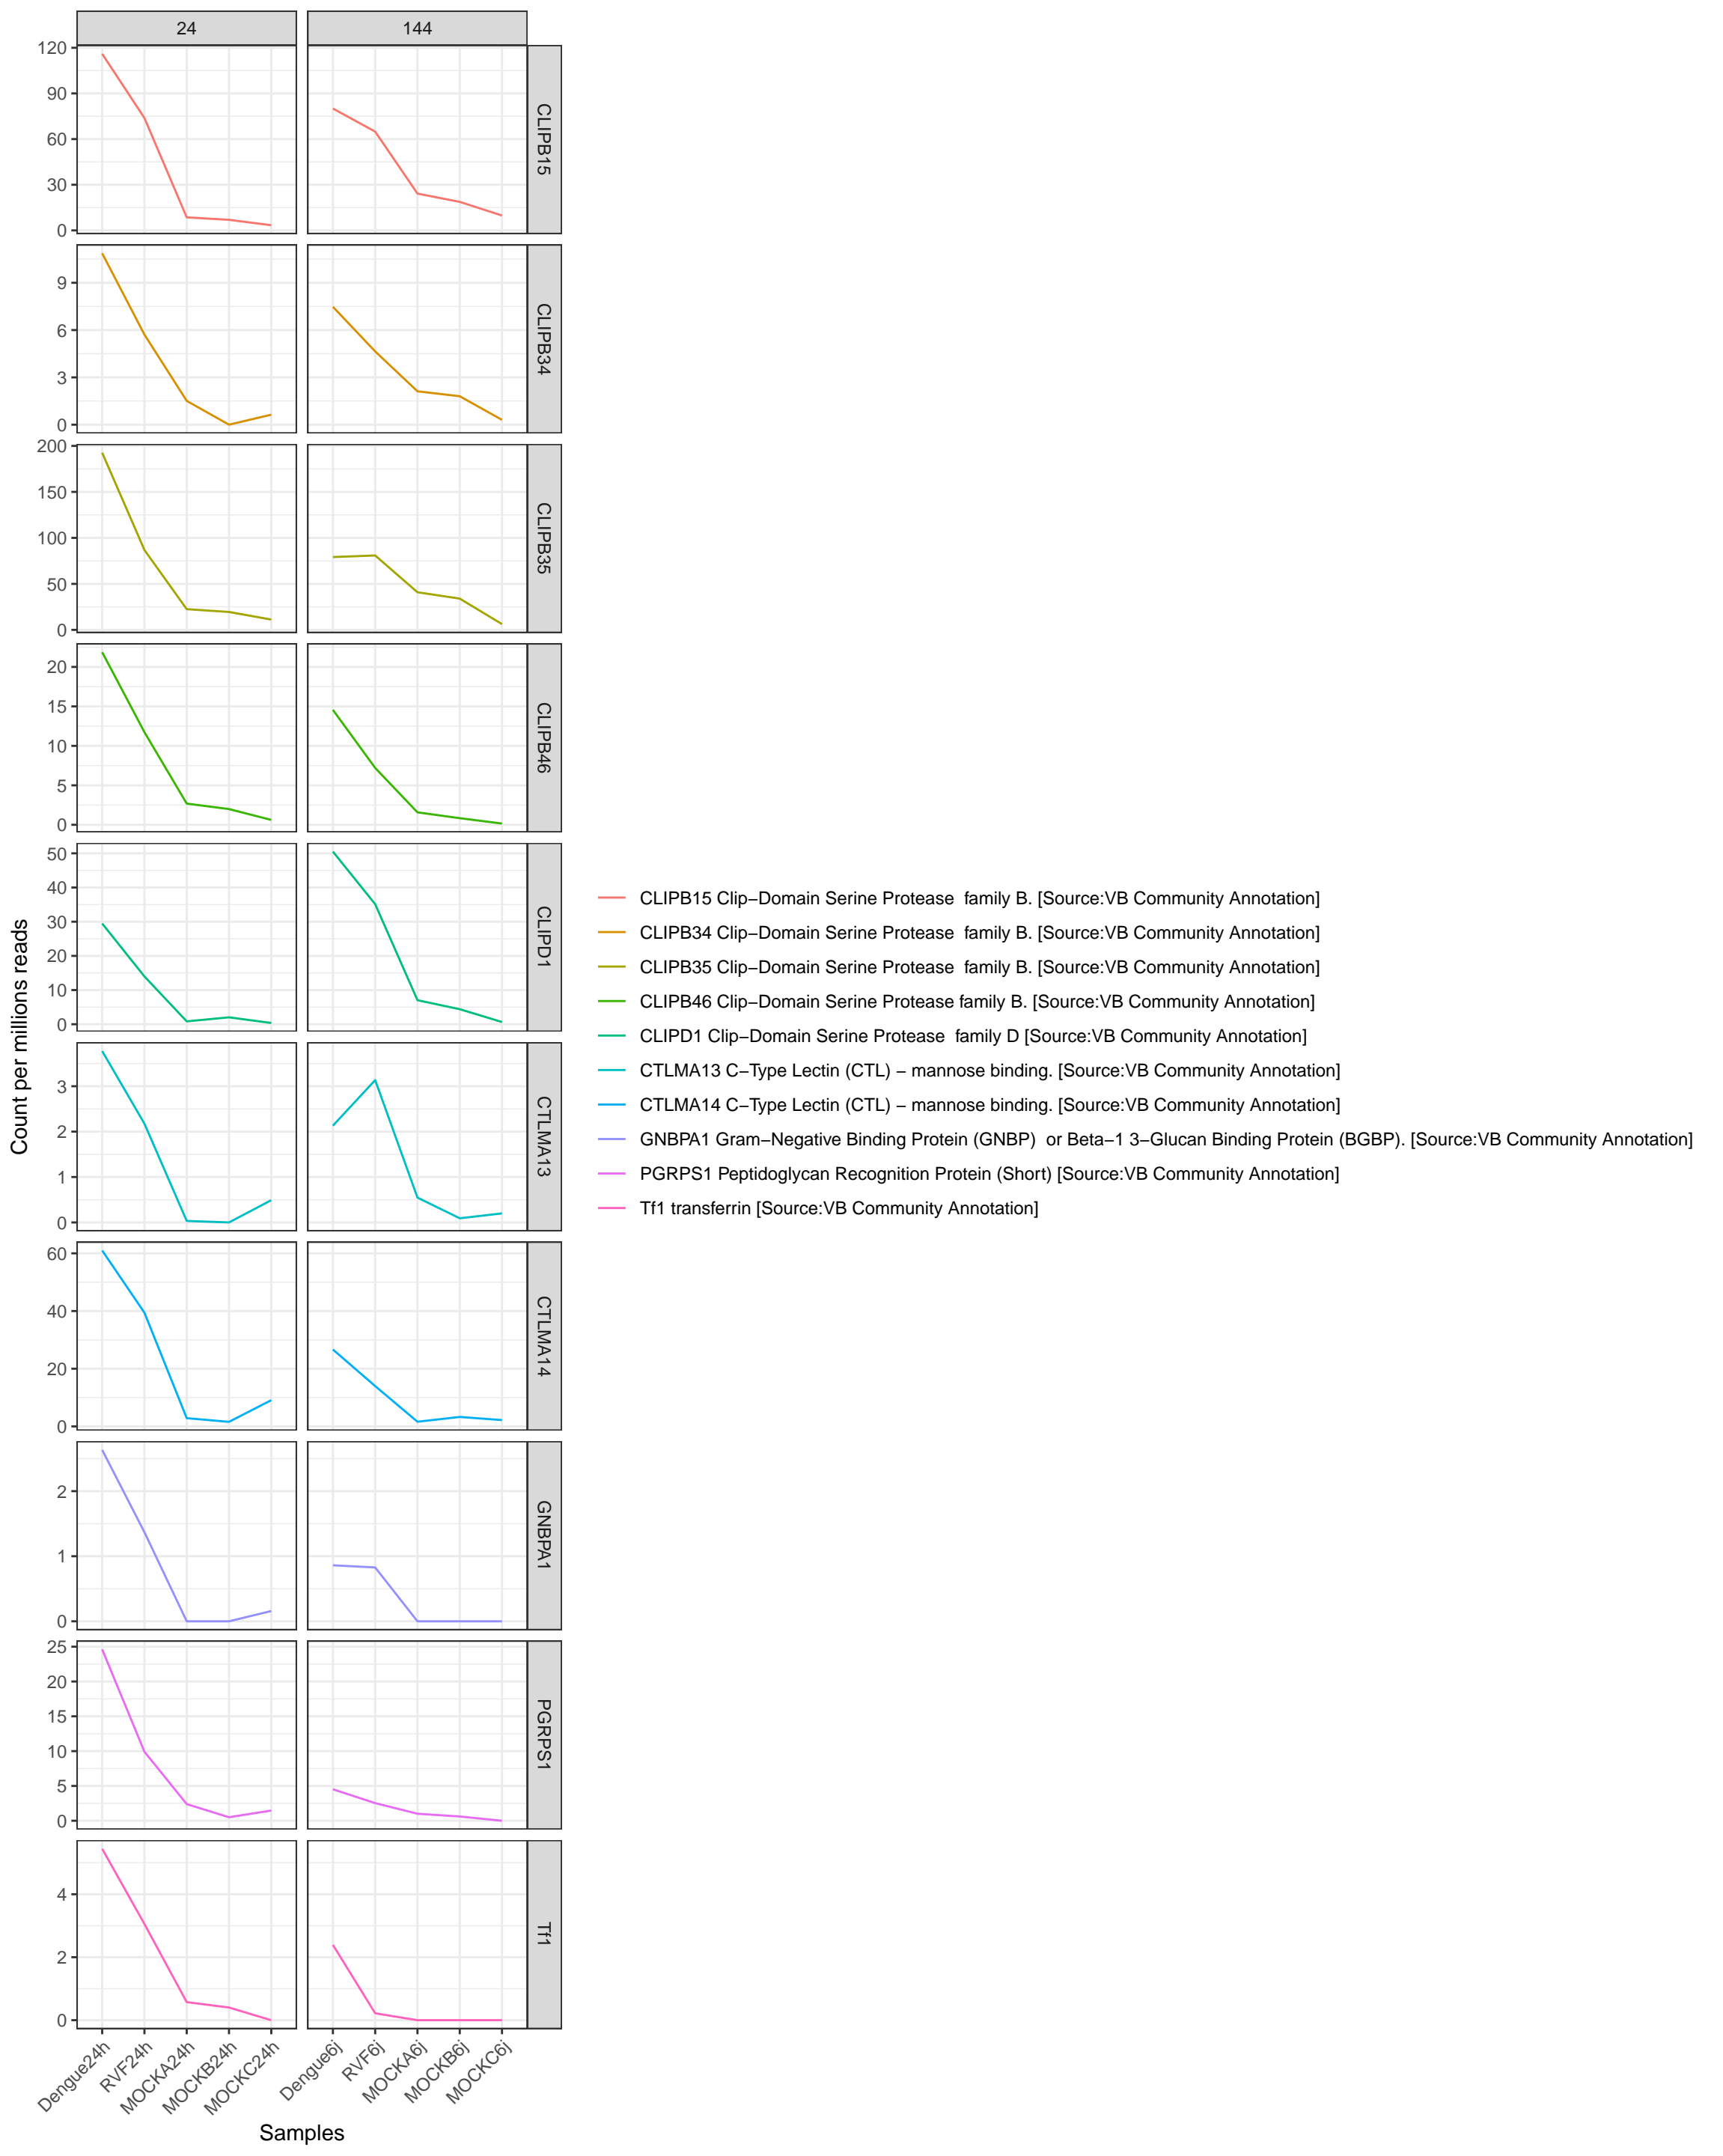 24
144
120
90
60
30
0
CLIPB15
9
6
3
0
CLIPB34
200
150
100
50
0
CLIPB35
20
15
10
5
0
CLIPB46
50
40
30
20
10
0
CLIPD1
3
2
1
0
CTLMA13
60
40
20
0
CTLMA14
2
1
0
GNBPA1
25
20
15
10
5
0
PGRPS1
4
2
0
Tf1
Dengue24h
RVF24h
MOCKA24h
MOCKB24h
MOCKC24h
Dengue6j
RVF6j
MOCKA6j
MOCKB6j
MOCKC6j
Samples
Count per millions reads
CLIPB15 Clip−Domain Serine Protease  family B. [Source:VB Community Annotation]
CLIPB34 Clip−Domain Serine Protease  family B. [Source:VB Community Annotation]
CLIPB35 Clip−Domain Serine Protease  family B. [Source:VB Community Annotation]
CLIPB46 Clip−Domain Serine Protease family B. [Source:VB Community Annotation]
CLIPD1 Clip−Domain Serine Protease  family D [Source:VB Community Annotation]
CTLMA13 C−Type Lectin (CTL) − mannose binding. [Source:VB Community Annotation]
CTLMA14 C−Type Lectin (CTL) − mannose binding. [Source:VB Community Annotation]
GNBPA1 Gram−Negative Binding Protein (GNBP)  or Beta−1 3−Glucan Binding Protein (BGBP). [Source:VB Community Annotation]
PGRPS1 Peptidoglycan Recognition Protein (Short) [Source:VB Community Annotation]
Tf1 transferrin [Source:VB Community Annotation]